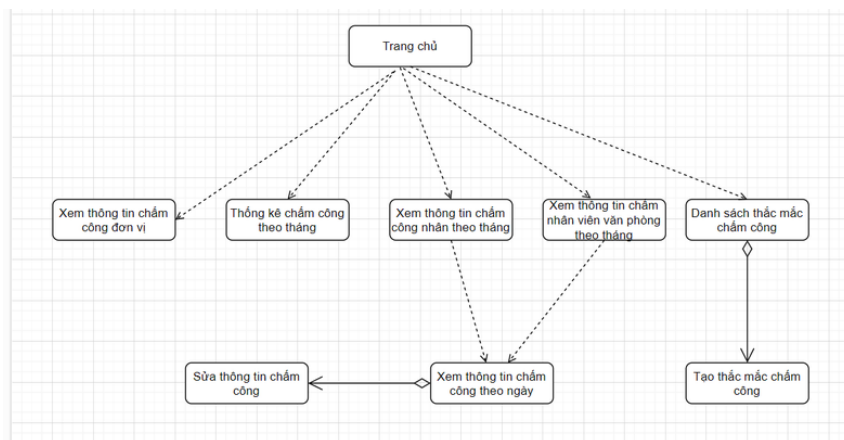 Trang chủ
Xem thông tin chấm
công đơn vị
Thống kê chấm công
theo tháng
Xem thông tin chấm
công nhân theo tháng
Xem thông tin chấm
nhân viên văn phòng
theo tháng
Danh sách thắc mắc
chấm công
Sửa thông tin chấm
công
Xem thông tin chấm
công theo ngày
Tạo thắc mắc chấm
công